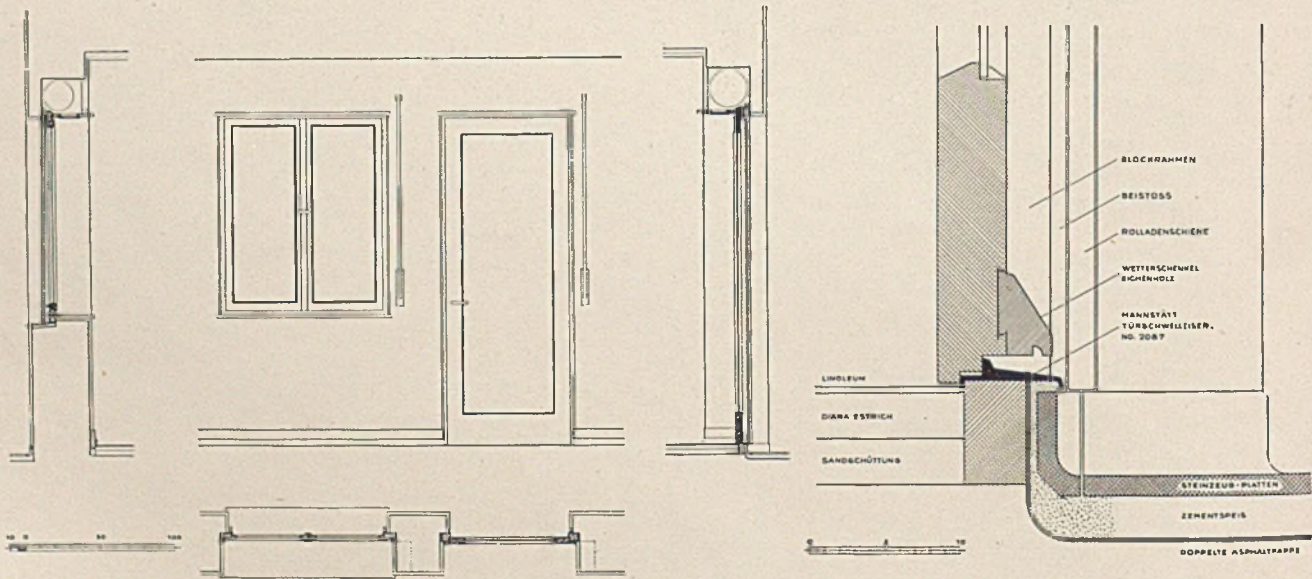 BLOCKRAHMEN
BEISTOSS
ROLLADENSCHIENE
WETTERSCHENKEL
EICHENHOLZ
MANNSTÄTT
TÜRSCHWELLEISEN.
NO. 2087
LINOLEUM
DIANA ESTRICH
SANDSCHÜTTUNG
STEINZEUG-PLATTEN
ZEMENTSPEIS
DOPPELTE ASPHALTPAPPE
10 0 50 100
0 5 10